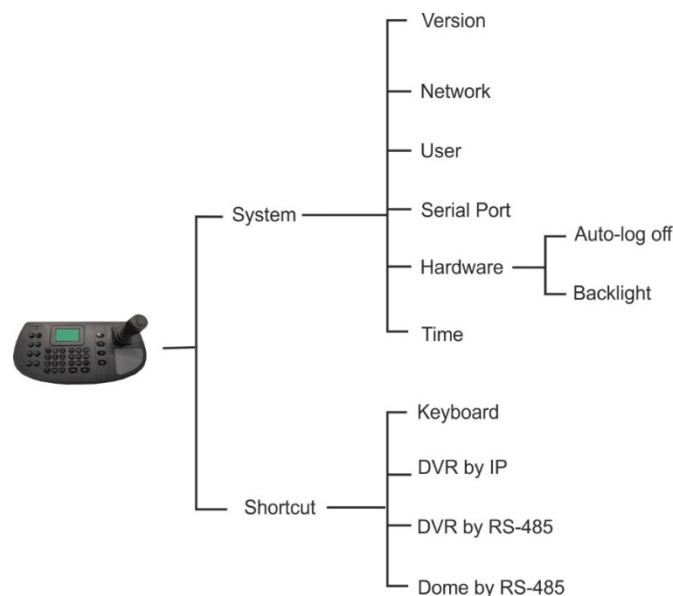 Version
Network
User
System
Serial Port
Auto-log off
Hardware
Backlight
Time
Keyboard
DVR by IP
Shortcut
DVR by RS-485
Dome by RS-485